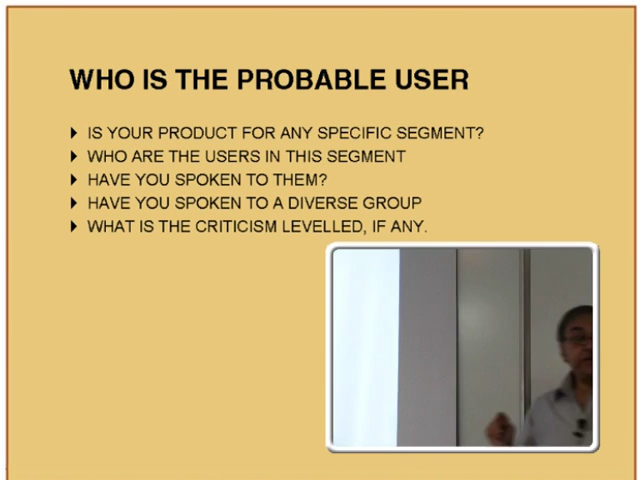 WHO IS THE PROBABLE USER
IS YOUR PRODUCT FOR ANY SPECIFIC SEGMENT?
WHO ARE THE USERS IN THIS SEGMENT
HAVE YOU SPOKEN TO THEM?
HAVE YOU SPOKEN TO A DIVERSE GROUP
WHAT IS THE CRITICISM LEVELLED, IF ANY.